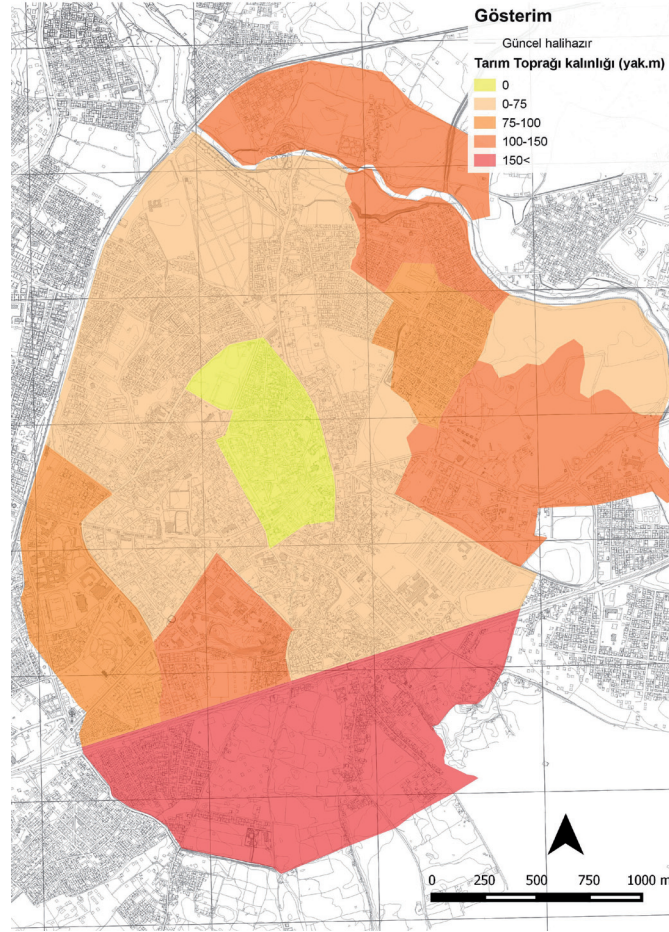 Gösterim
Güncel halihazır
Tarım Toprağı kalınlığı (yak.m)
0
0-75
75-100
100-150
150<
0 250 500 750 1000 m